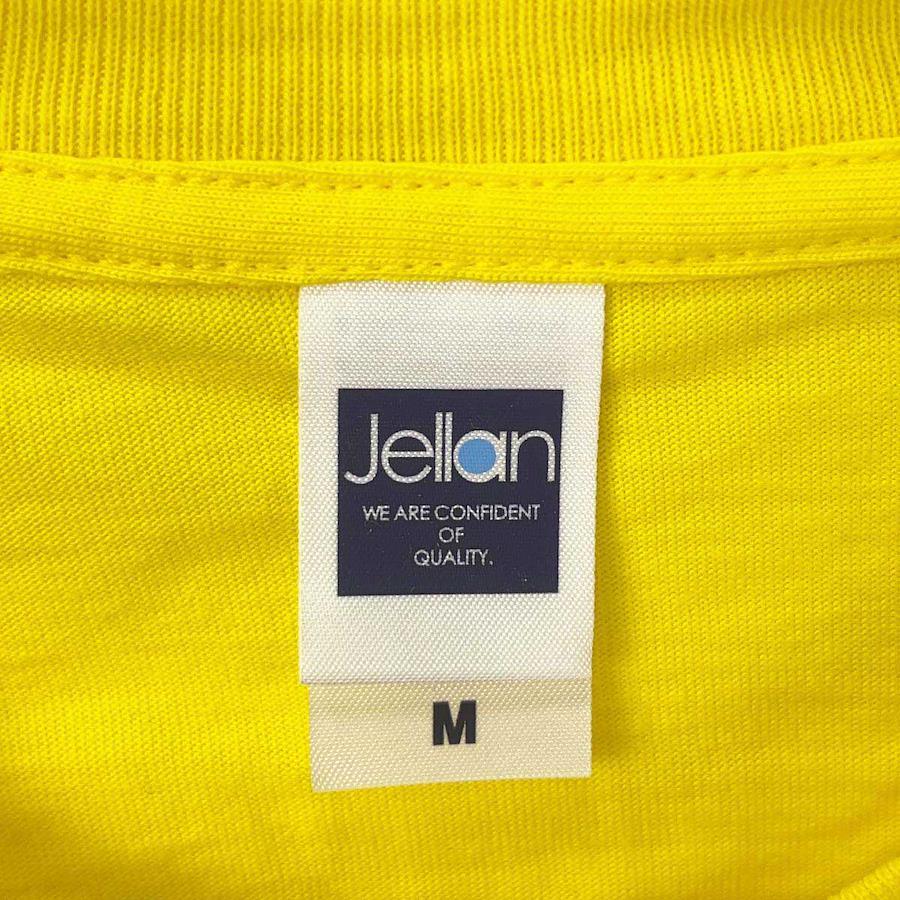 Jellan
WE ARE CONFIDENT
OF
QUALITY.
M